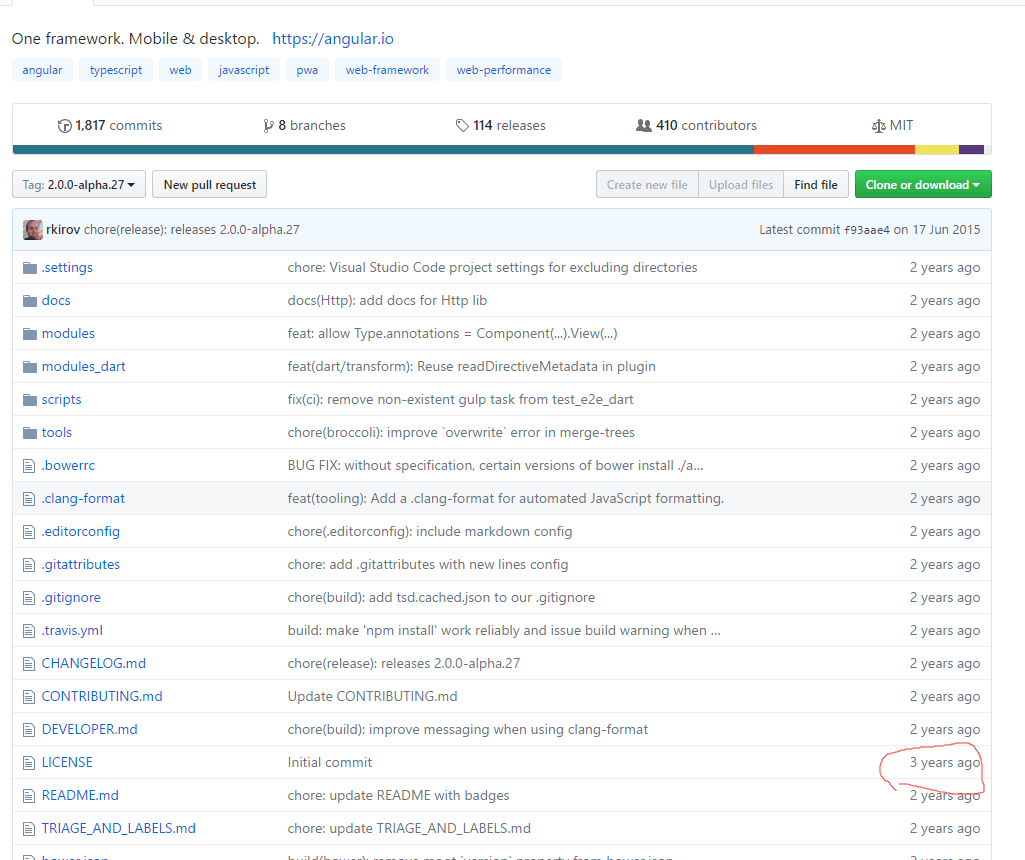 One framework. Mobile & desktop. https://angular.io
angular typescript web javascript pwa web-framework web-performance
1,817 commits 8 branches 114 releases 410 contributors MIT
Tag: 2.0.0-alpha.27 New pull request Create new file Upload files Find file Clone or download
rkirov chore(release): releases 2.0.0-alpha.27 Latest commit f93aae4 on 17 Jun 2015
.settings chore: Visual Studio Code project settings for excluding directories 2 years ago
docs docs(Http): add docs for Http lib 2 years ago
modules feat: allow Type.annotations = Component(...).View(...) 2 years ago
modules_dart feat(dart/transform): Reuse readDirectiveMetadata in plugin 2 years ago
scripts fix(ci): remove non-existent gulp task from test_e2e_dart 2 years ago
tools chore(broccoli): improve `overwrite` error in merge-trees 2 years ago
.bowerrc BUG FIX: without specification, certain versions of bower install ./a... 2 years ago
.clang-format feat(tooling): Add a .clang-format for automated JavaScript formatting. 2 years ago
.editorconfig chore(.editorconfig): include markdown config 2 years ago
.gitattributes chore: add .gitattributes with new lines config 2 years ago
.gitignore chore(build): add tsd.cached.json to our .gitignore 2 years ago
.travis.yml build: make 'npm install' work reliably and issue build warning when ... 2 years ago
CHANGELOG.md chore(release): releases 2.0.0-alpha.27 2 years ago
CONTRIBUTING.md Update CONTRIBUTING.md 2 years ago
DEVELOPER.md chore(build): improve messaging when using clang-format 2 years ago
LICENSE Initial commit 3 years ago
README.md chore: update README with badges 2 years ago
TRIAGE_AND_LABELS.md chore: update TRIAGE_AND_LABELS.md 2 years ago